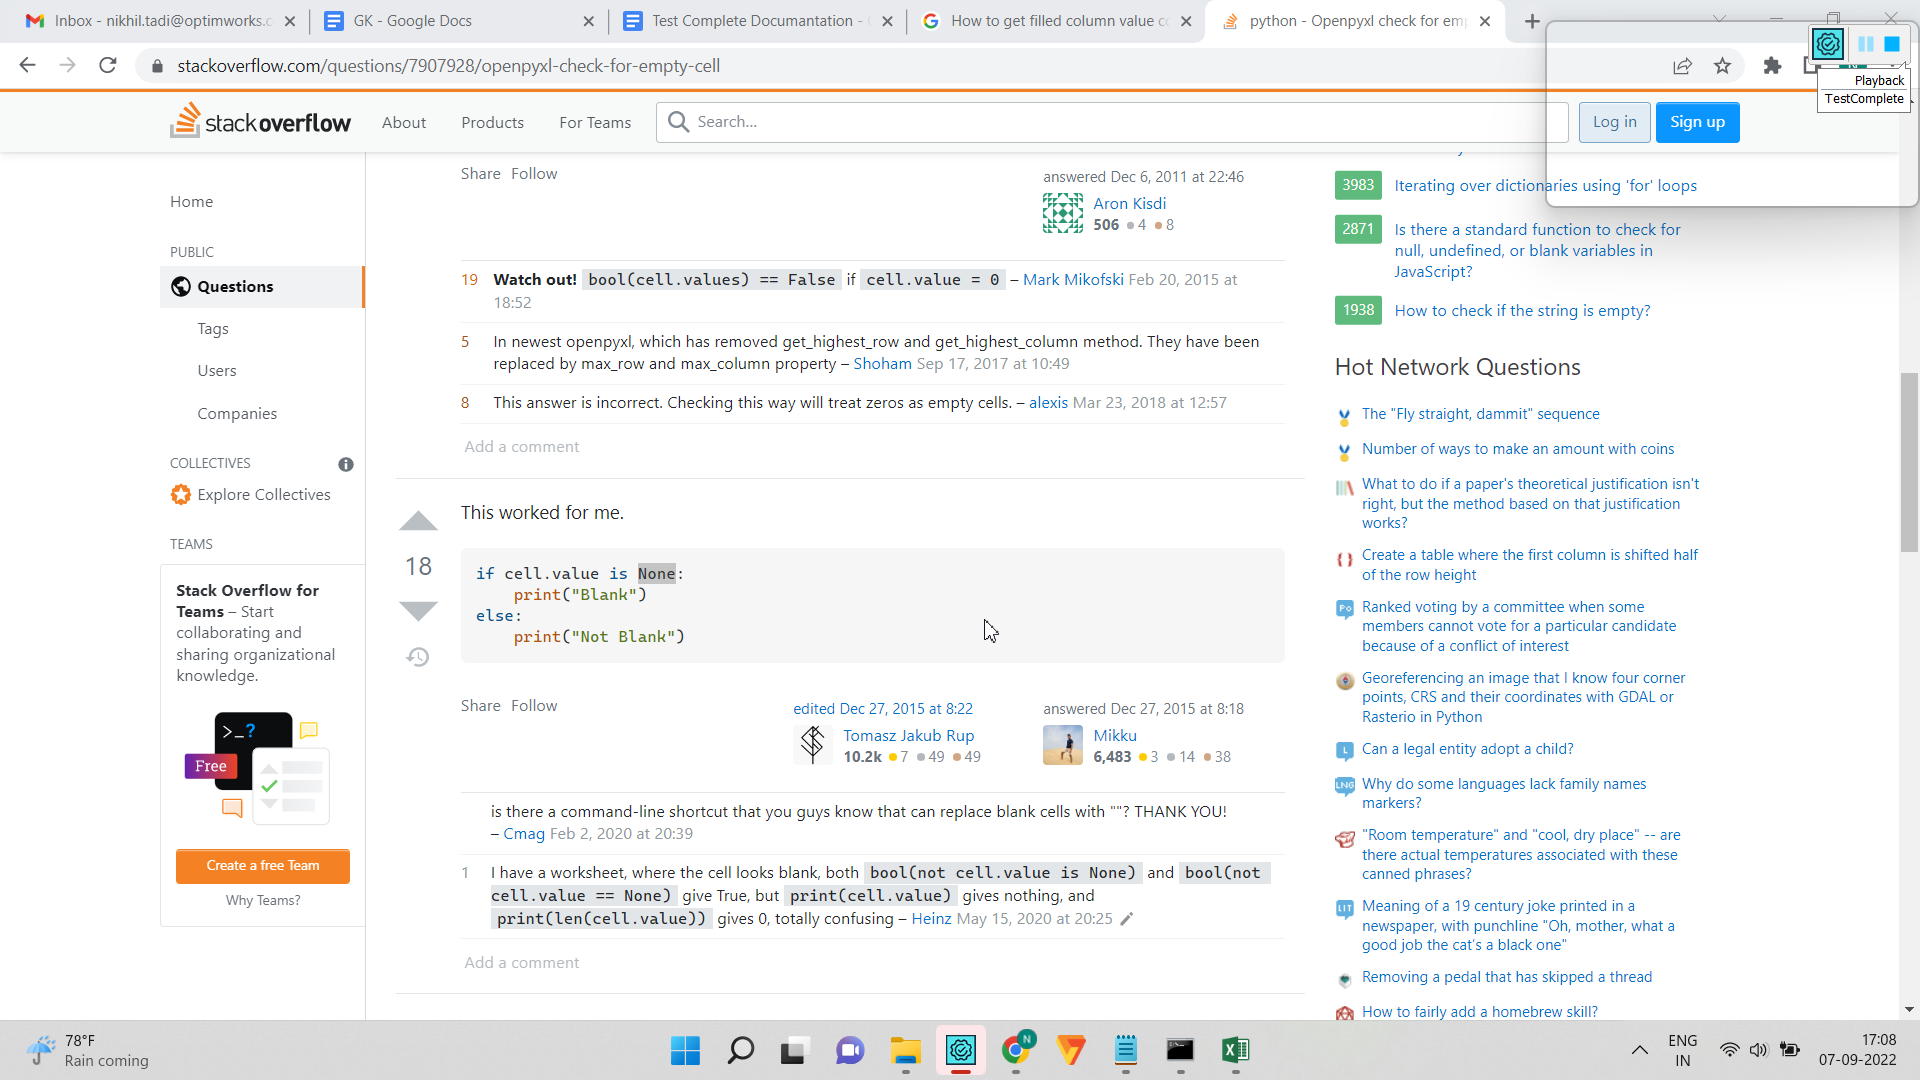 Inbox - nikhil.tadi@optimworks.c
GK - Google Docs
Test Complete Documantation -
How to get filled column value co
python - Openpyxl check for emp
stackoverflow.com/questions/7907928/openpyxl-check-for-empty-cell
Playback
TestComplete
stackoverflow
About
Products
For Teams
Search...
Log in
Sign up
Home
PUBLIC
Questions
Tags
Users
Companies
COLLECTIVES
Explore Collectives
TEAMS
Stack Overflow for
Teams – Start
collaborating and
sharing organizational
knowledge.
>_?
Free
Create a free Team
Why Teams?
Share Follow
answered Dec 6, 2011 at 22:46
Aron Kisdi
506 4 8
19 Watch out! bool(cell.values) == False if cell.value = 0 – Mark Mikofski Feb 20, 2015 at
18:52
5 In newest openpyxl, which has removed get_highest_row and get_highest_column method. They have been
replaced by max_row and max_column property – Shoham Sep 17, 2017 at 10:49
8 This answer is incorrect. Checking this way will treat zeros as empty cells. – alexis Mar 23, 2018 at 12:57
Add a comment
This worked for me.
18
if cell.value is None:
print("Blank")
else:
print("Not Blank")
Share Follow
edited Dec 27, 2015 at 8:22
Tomasz Jakub Rup
10.2k 7 49 49
answered Dec 27, 2015 at 8:18
Mikku
6,483 3 14 38
is there a command-line shortcut that you guys know that can replace blank cells with ""? THANK YOU!
– Cmag Feb 2, 2020 at 20:39
1 I have a worksheet, where the cell looks blank, both bool(not cell.value is None) and bool(not
cell.value == None) give True, but print(cell.value) gives nothing, and
print(len(cell.value)) gives 0, totally confusing – Heinz May 15, 2020 at 20:25
Add a comment
3983 Iterating over dictionaries using 'for' loops
2871 Is there a standard function to check for
null, undefined, or blank variables in
JavaScript?
1938 How to check if the string is empty?
Hot Network Questions
The "Fly straight, dammit" sequence
Number of ways to make an amount with coins
What to do if a paper's theoretical justification isn't
right, but the method based on that justification
works?
Create a table where the first column is shifted half
of the row height
Ranked voting by a committee when some
members cannot vote for a particular candidate
because of a conflict of interest
Georeferencing an image that I know four corner
points, CRS and their coordinates with GDAL or
Rasterio in Python
Can a legal entity adopt a child?
Why do some languages lack family names
markers?
"Room temperature" and "cool, dry place" -- are
there actual temperatures associated with these
canned phrases?
Meaning of a 19 century joke printed in a
newspaper, with punchline "Oh, mother, what a
good job the cat's a black one"
Removing a pedal that has skipped a thread
How to fairly add a homebrew skill?
78°F
Rain coming
N
ENG
IN
17:08
07-09-2022